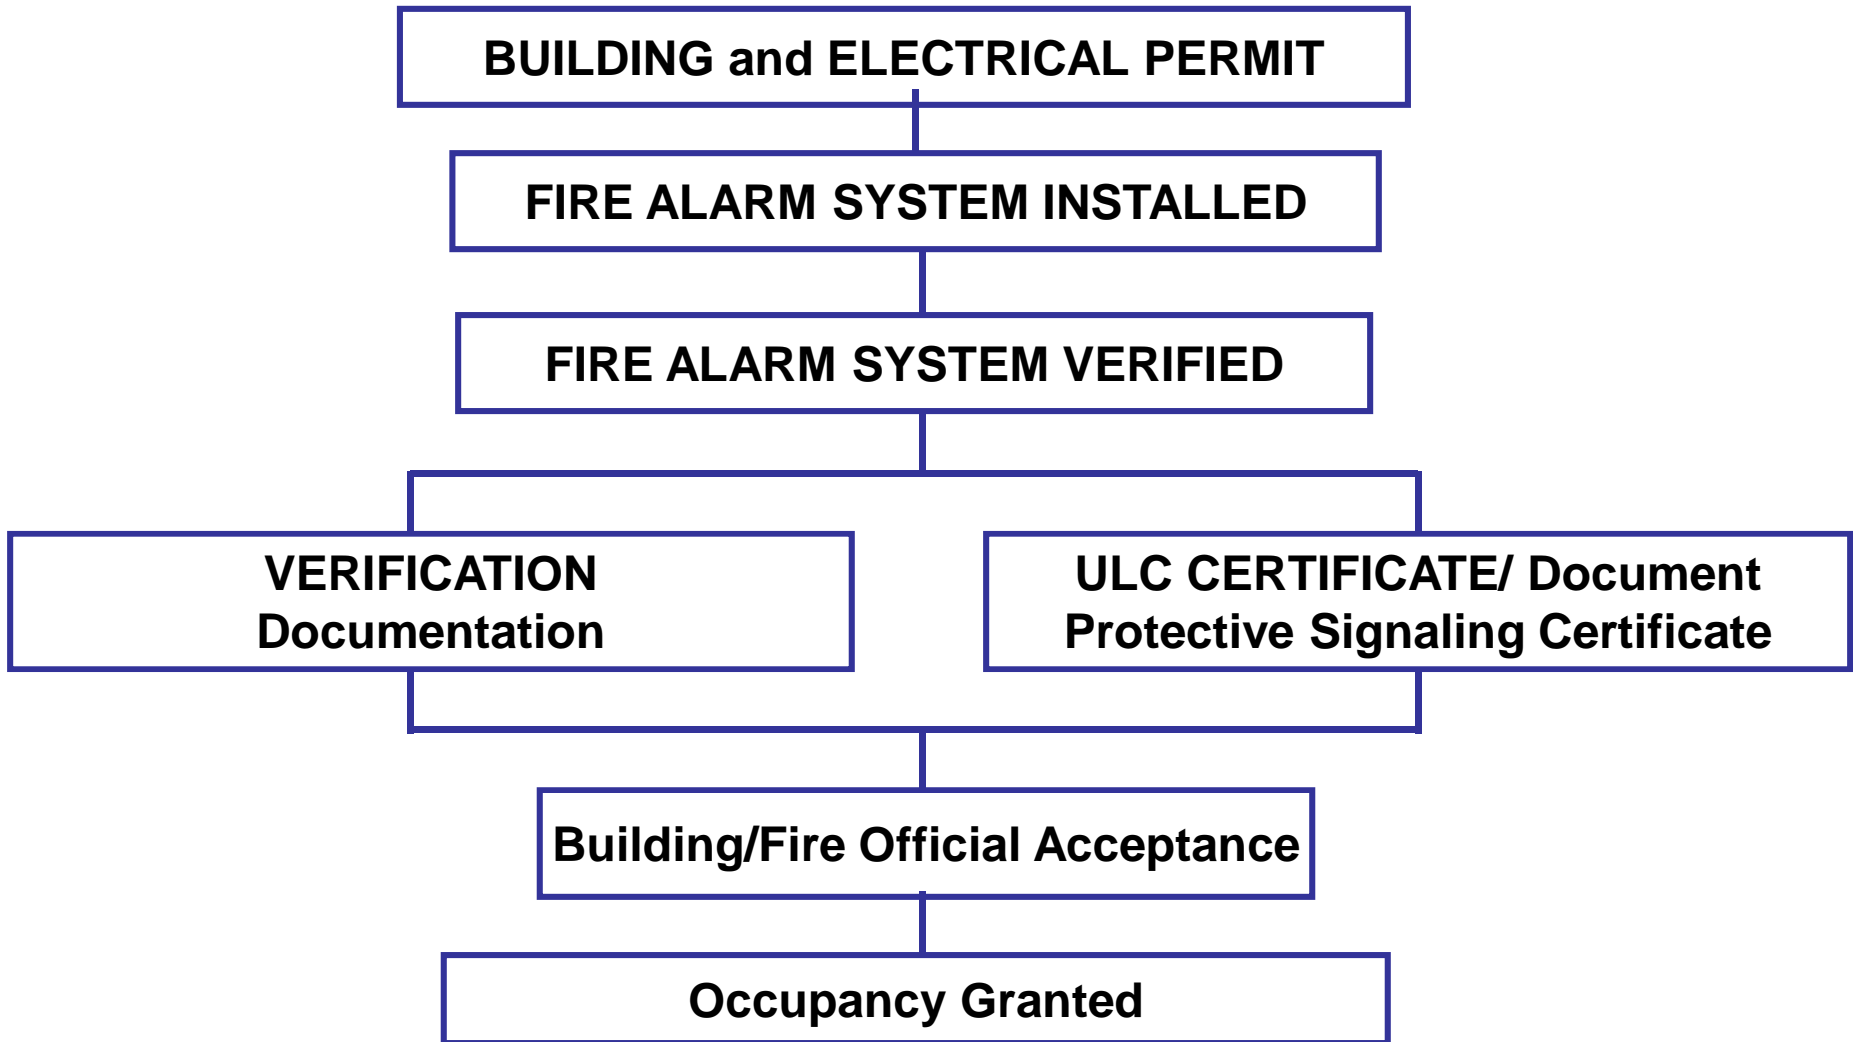 BUILDING and ELECTRICAL PERMIT
FIRE ALARM SYSTEM INSTALLED
FIRE ALARM SYSTEM VERIFIED
VERIFICATION
Documentation
ULC CERTIFICATE/ Document
Protective Signaling Certificate
Building/Fire Official Acceptance
Occupancy Granted